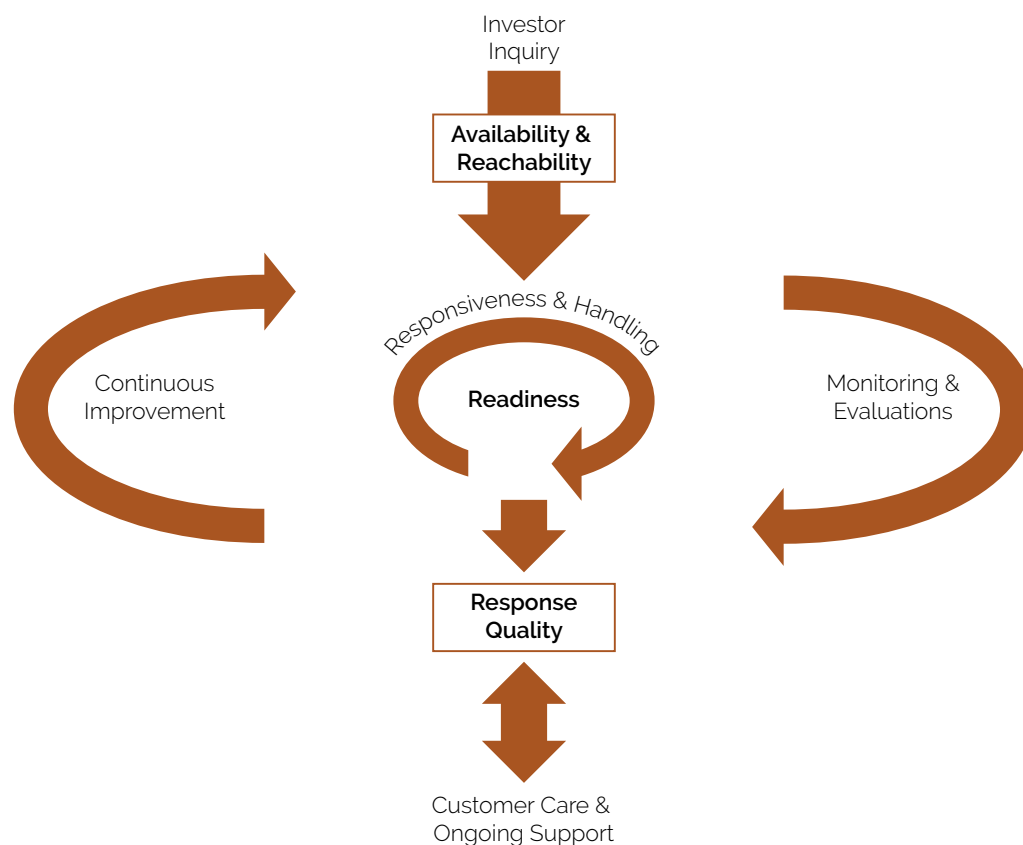 Investor
Inquiry
Availability &
Reachability
Responsiveness & Handling
Continuous
Improvement
Readiness
Monitoring &
Evaluations
Response
Quality
Customer Care &
Ongoing Support